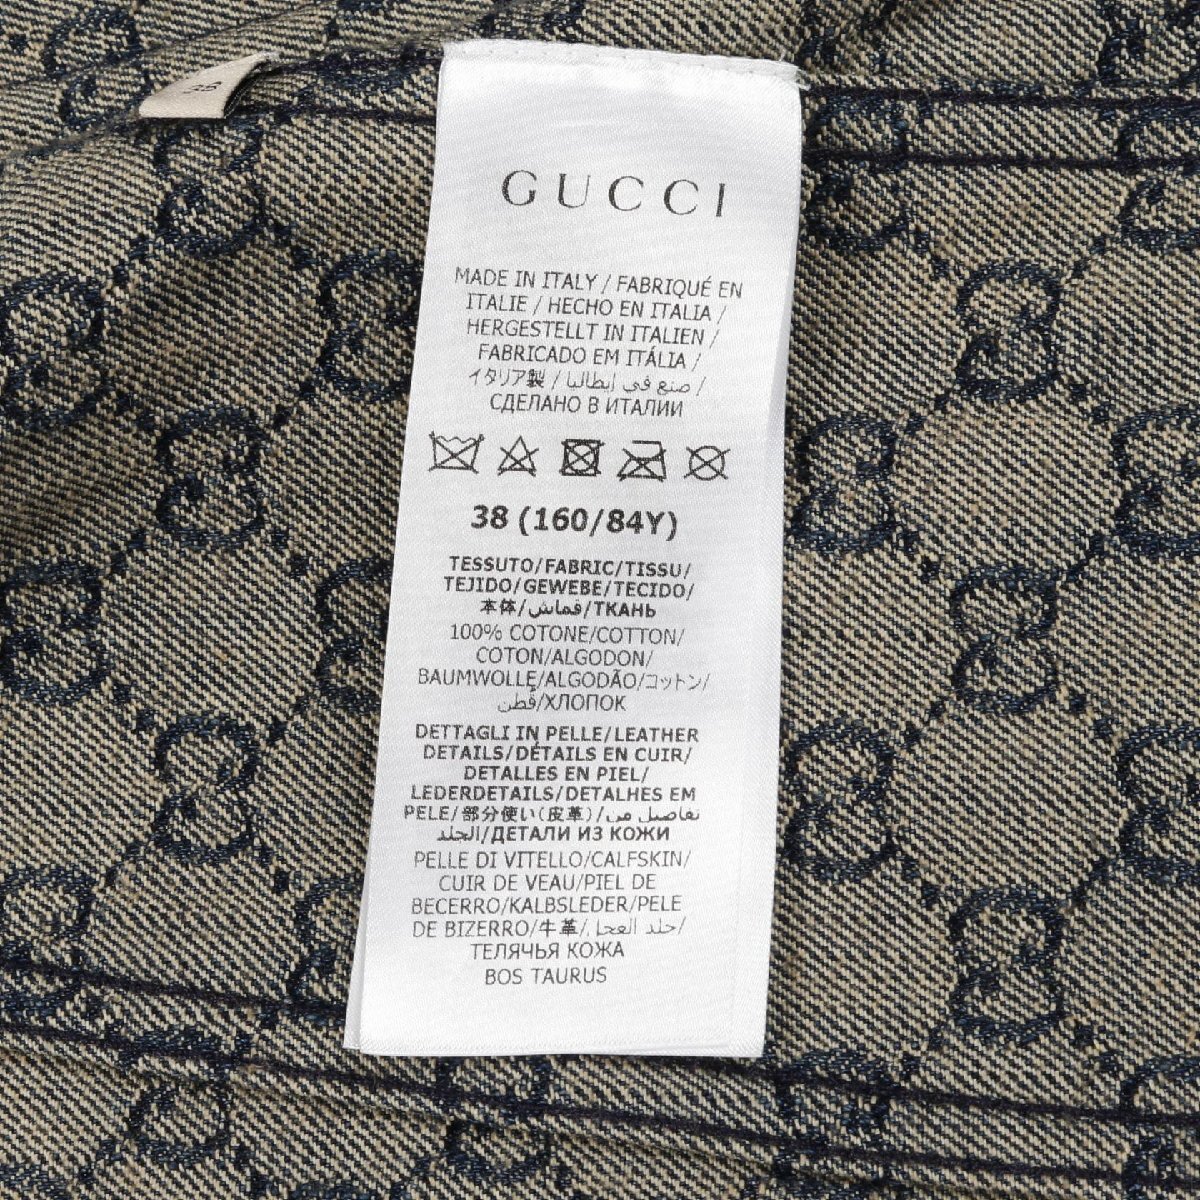 38
GUCCI
MADE IN ITALY / FABRIQUÉ EN
ITALIE / HECHO EN ITALIA /
HERGESTELLT IN ITALIEN /
FABRICADO EM ITÁLIA /
イタリア製 / صنع في إيطاليا /
СДЕЛАНО В ИТАЛИИ
38 (160/84Y)
TESSUTO/FABRIC/TISSU/
TEJIDO/GEWEBE/TECIDO/
本体/قماش/ТКАНЬ
100% COTONE/COTTON/
COTON/ALGODON/
BAUMWOLLE/ALGODÃO/コットン/
قطن/ХЛОПОК
DETTAGLI IN PELLE/LEATHER
DETAILS/DÉTAILS EN CUIR/
DETALLES EN PIEL/
LEDERDETAILS/DETALHES EM
PELE/部分使い(皮革)/تفاصيل من
الجلد/ДЕТАЛИ ИЗ КОЖИ
PELLE DI VITELLO/CALFSKIN/
CUIR DE VEAU/PIEL DE
BECERRO/KALBSLEDER/PELE
DE BIZERRO/牛革/جلد العجل/
ТЕЛЯЧЬЯ КОЖА
BOS TAURUS